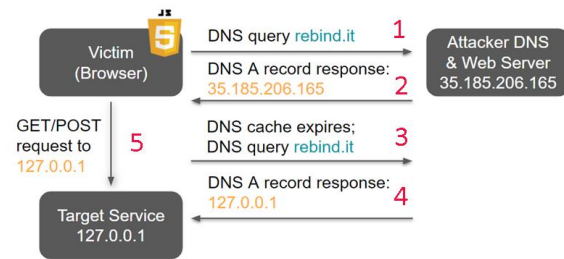 JS
5
Victim
(Browser)
DNS query rebind.it
1
Attacker DNS
& Web Server
35.185.206.165
DNS A record response:
35.185.206.165
2
GET/POST
request to
127.0.0.1
5
DNS cache expires;
DNS query rebind.it
3
DNS A record response:
127.0.0.1
4
Target Service
127.0.0.1